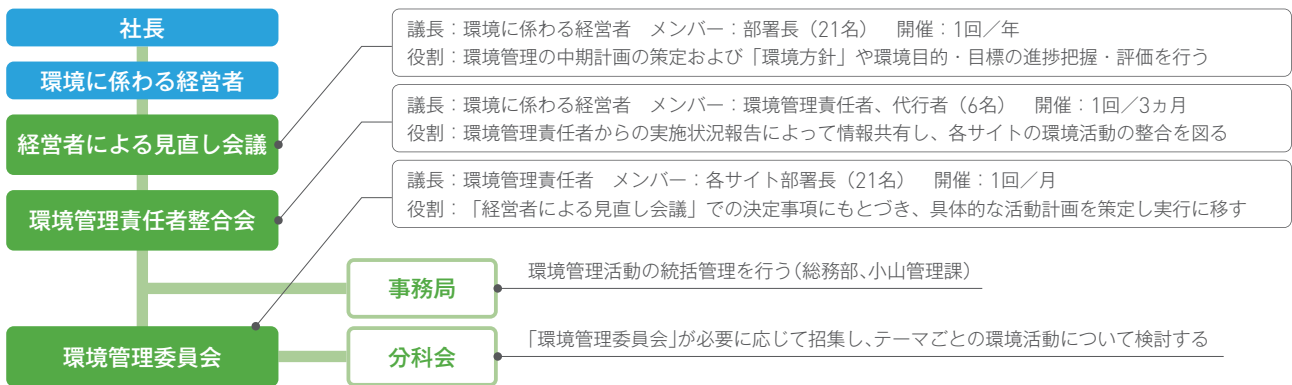 社長
環境に係わる経営者
経営者による見直し会議
環境管理責任者整合会
環境管理委員会
事務局
分科会
議長：環境に係わる経営者　メンバー：部署長（21名）　開催：1回／年
役割：環境管理の中期計画の策定および「環境方針」や環境目的・目標の進捗把握・評価を行う
議長：環境に係わる経営者　メンバー：環境管理責任者、代行者（6名）　開催：1回／3ヵ月
役割：環境管理責任者からの実施状況報告によって情報共有し、各サイトの環境活動の整合を図る
議長：環境管理責任者　メンバー：各サイト部署長（21名）　開催：1回／月
役割：「経営者による見直し会議」での決定事項にもとづき、具体的な活動計画を策定し実行に移す
環境管理活動の統括管理を行う（総務部、小山管理課）
「環境管理委員会」が必要に応じて招集し、テーマごとの環境活動について検討する